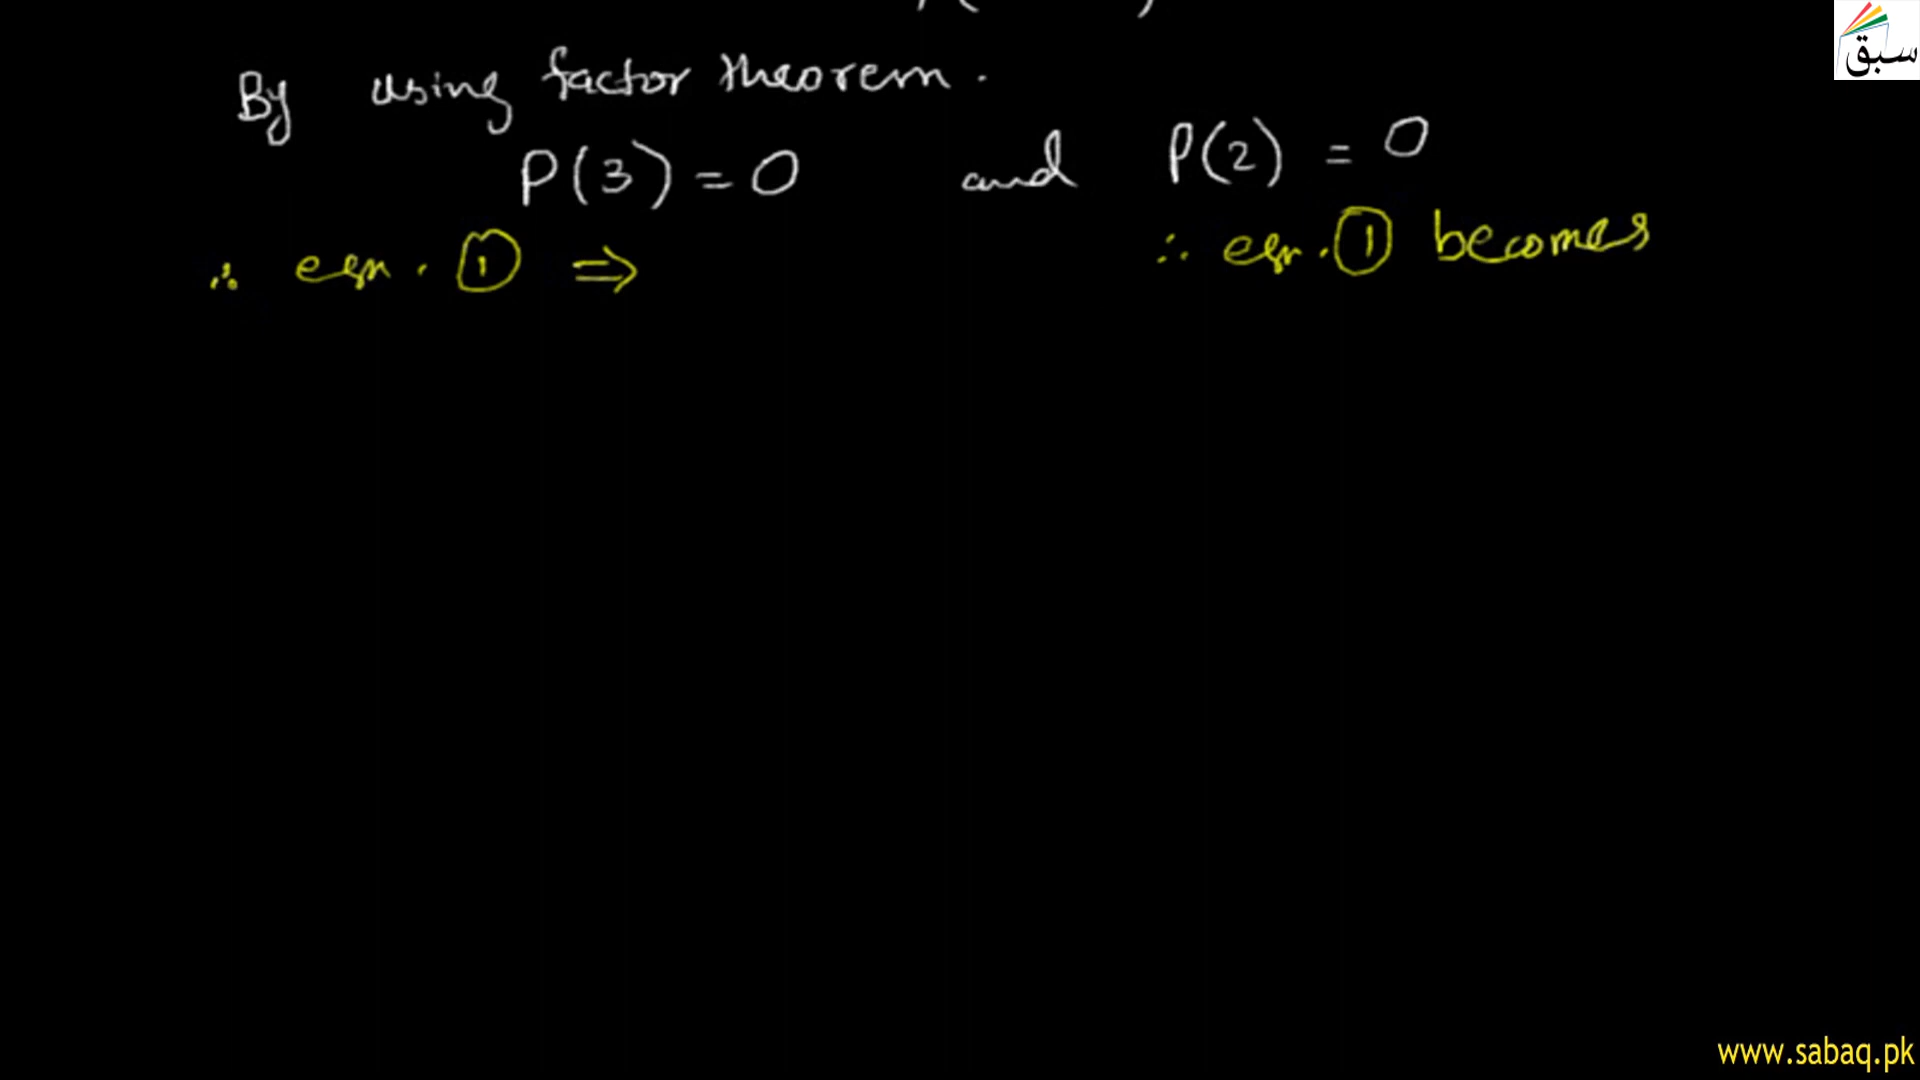 سبق
By using factor theorem.
P(3) = 0 and P(2) = 0
∴ eqn. ① ⇒ ∴ eqn. ① becomes
www.sabaq.pk